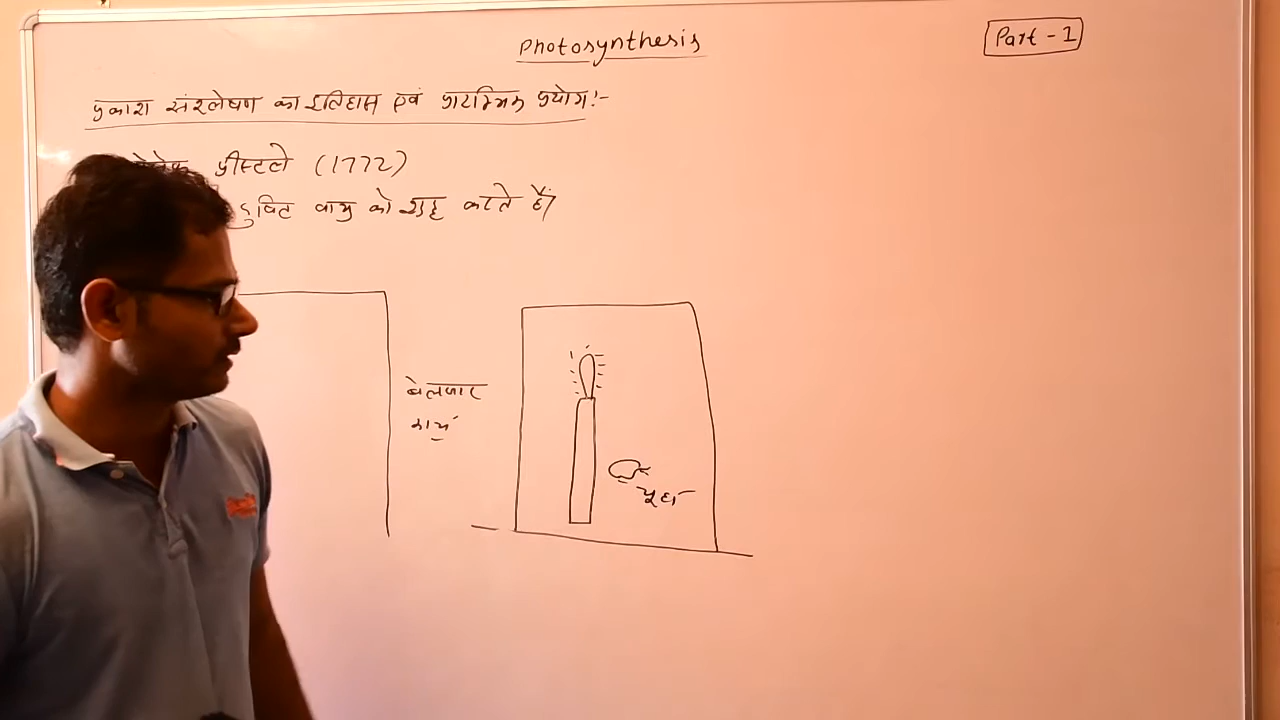 Photosynthesis
Part - 1
प्रकाश संश्लेषण का इतिहास एवं प्रारम्भिक प्रयोग :-
प्रीस्टले (1772)
दुषित वायु को शुद्ध करते हैं
बेलजार
चुहा